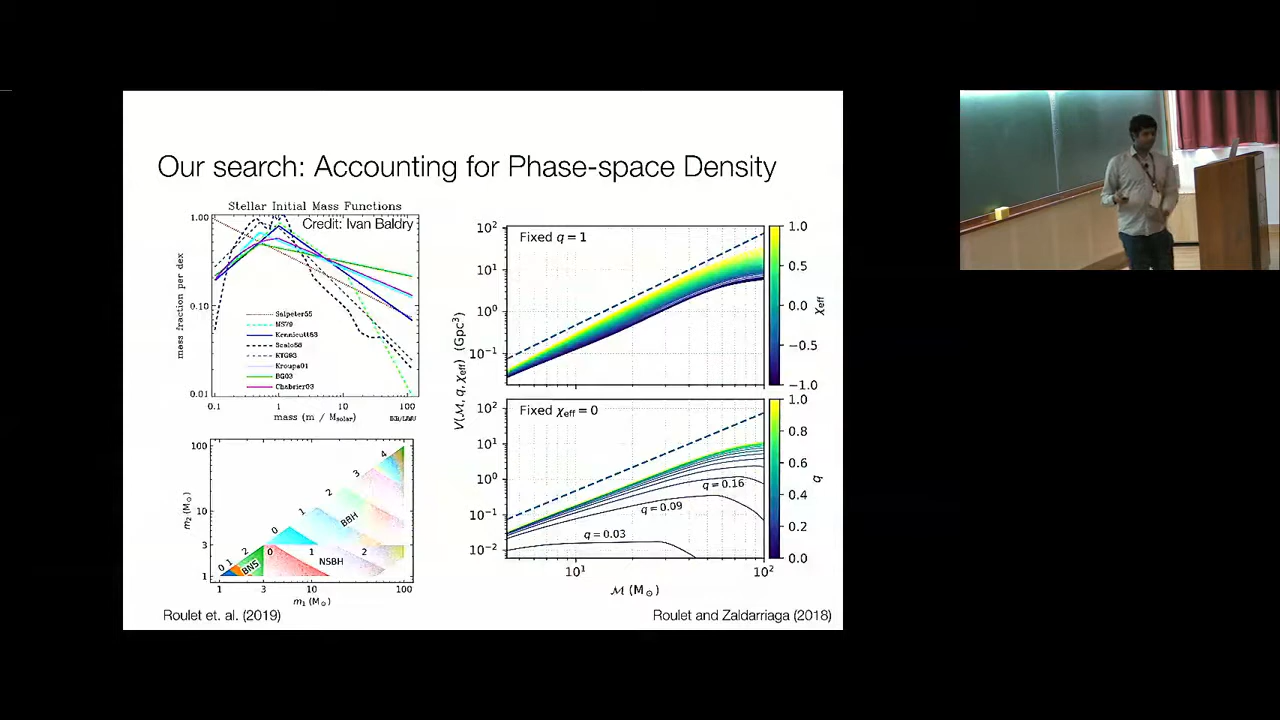 Our search: Accounting for Phase-space Density
Stellar Initial Mass Functions
Credit: Ivan Baldry
1.00
0.10
0.01
mass fraction per dex
Salpeter55
MS79
Kennicutt83
Scalo86
KTG93
Kroupa01
BG03
Chabrier03
0.1 1 10 100
mass (m / Msolar)
100
10
3
1
m₂ (M⊙)
0 1 2
BNS
0 1 2
NSBH
0 1 2 3 4
BBH
1 3 10 100
m₁ (M⊙)
Roulet et. al. (2019)
Fixed q = 1
10²
10¹
10⁰
10⁻¹
V(ℳ, q, χeff) (Gpc³)
1.0
0.5
0.0
−0.5
−1.0
χeff
Fixed χeff = 0
10²
10¹
10⁰
10⁻¹
10⁻²
q = 0.16
q = 0.09
q = 0.03
1.0
0.8
0.6
0.4
0.2
0.0
q
10¹ 10²
ℳ (M⊙)
Roulet and Zaldarriaga (2018)